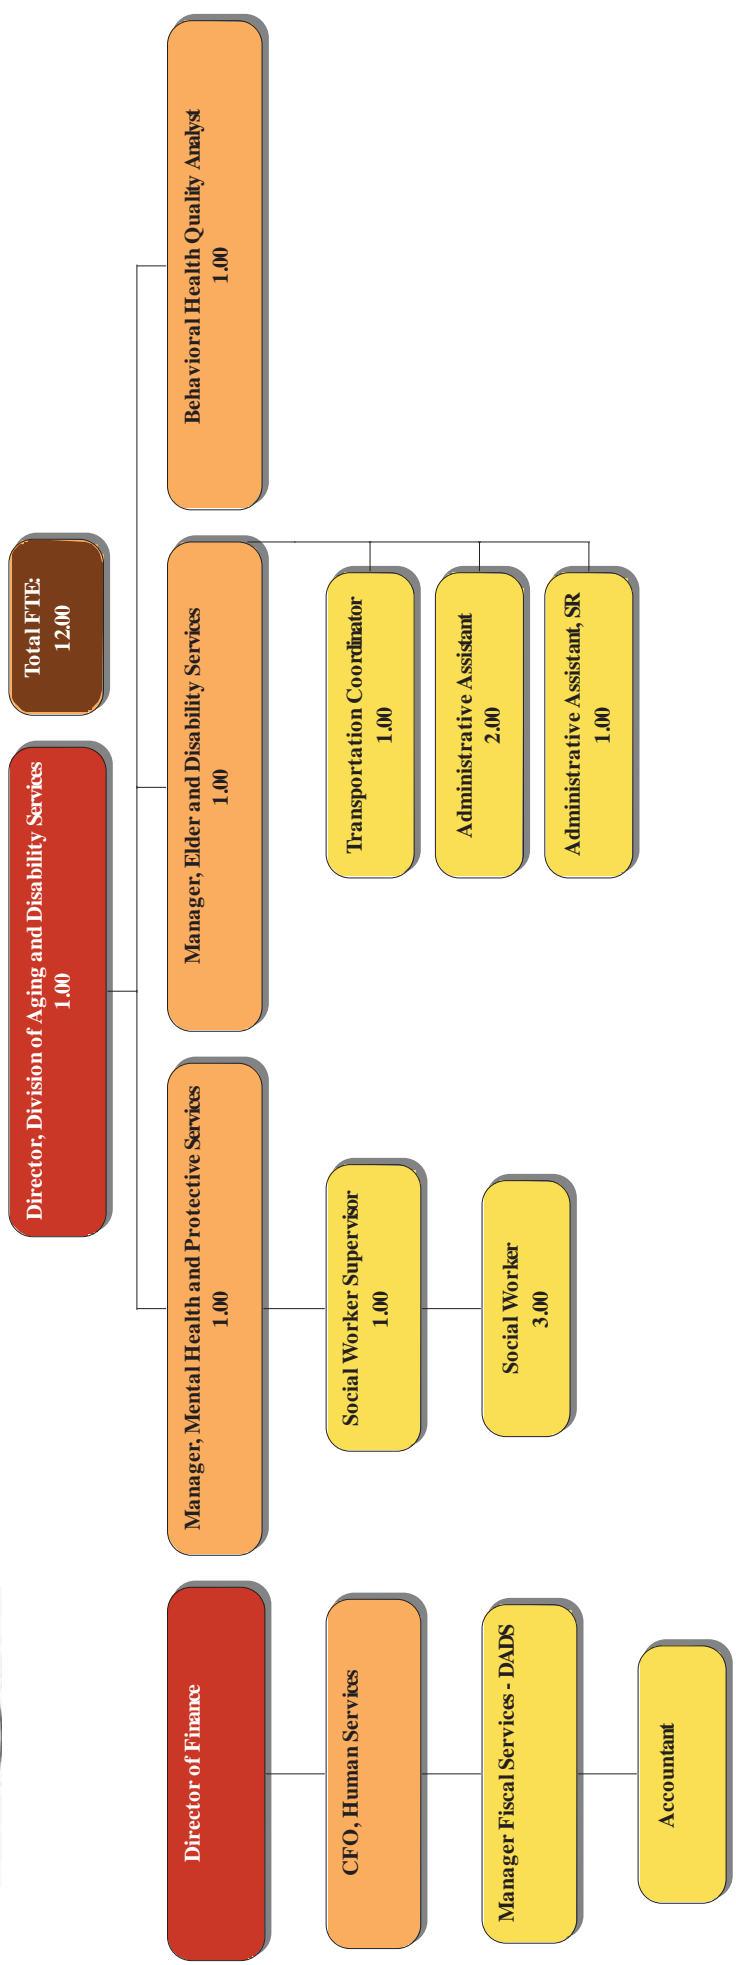 Director, Division of Aging and Disability Services
1.00
Total FTE:
12.00
Director of Finance
Manager, Mental Health and Protective Services
1.00
Manager, Elder and Disability Services
1.00
Behavioral Health Quality Analyst
1.00
CFO, Human Services
Social Worker Supervisor
1.00
Transportation Coordinator
1.00
Administrative Assistant
2.00
Manager Fiscal Services - DADS
Social Worker
3.00
Administrative Assistant, SR
1.00
Accountant